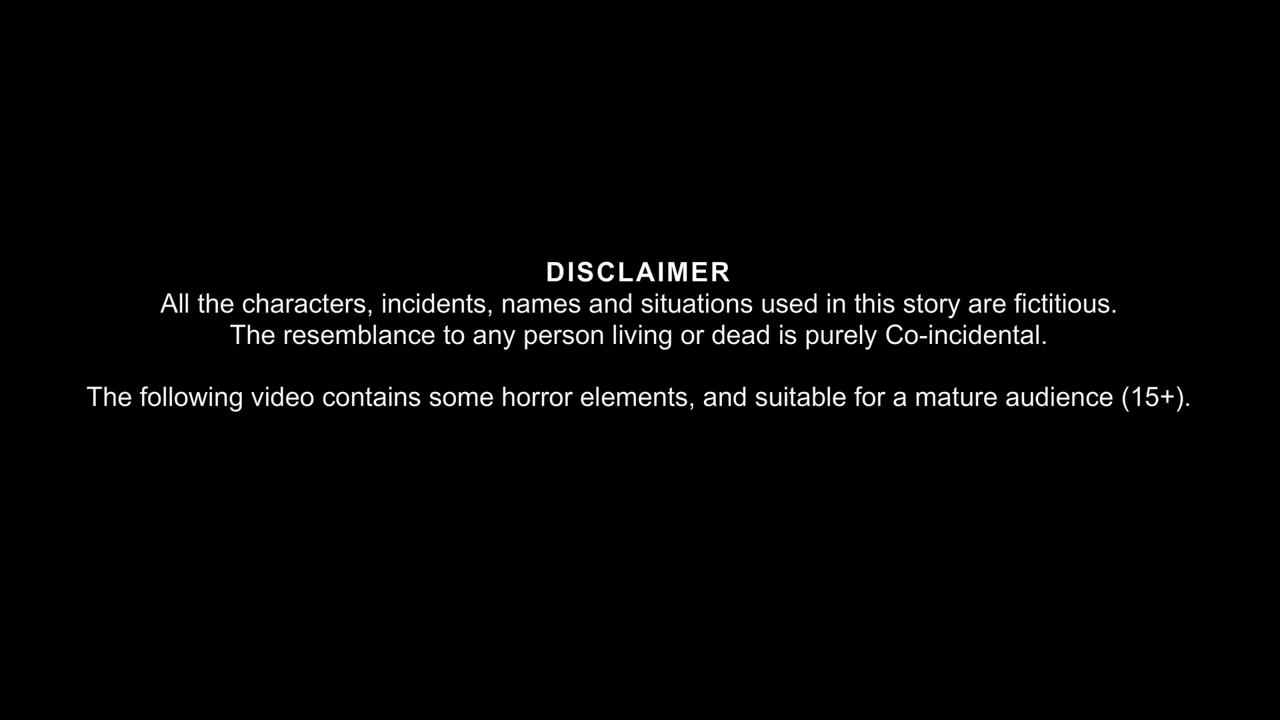 DISCLAIMER
All the characters, incidents, names and situations used in this story are fictitious.
The resemblance to any person living or dead is purely Co-incidental.
The following video contains some horror elements, and suitable for a mature audience (15+).